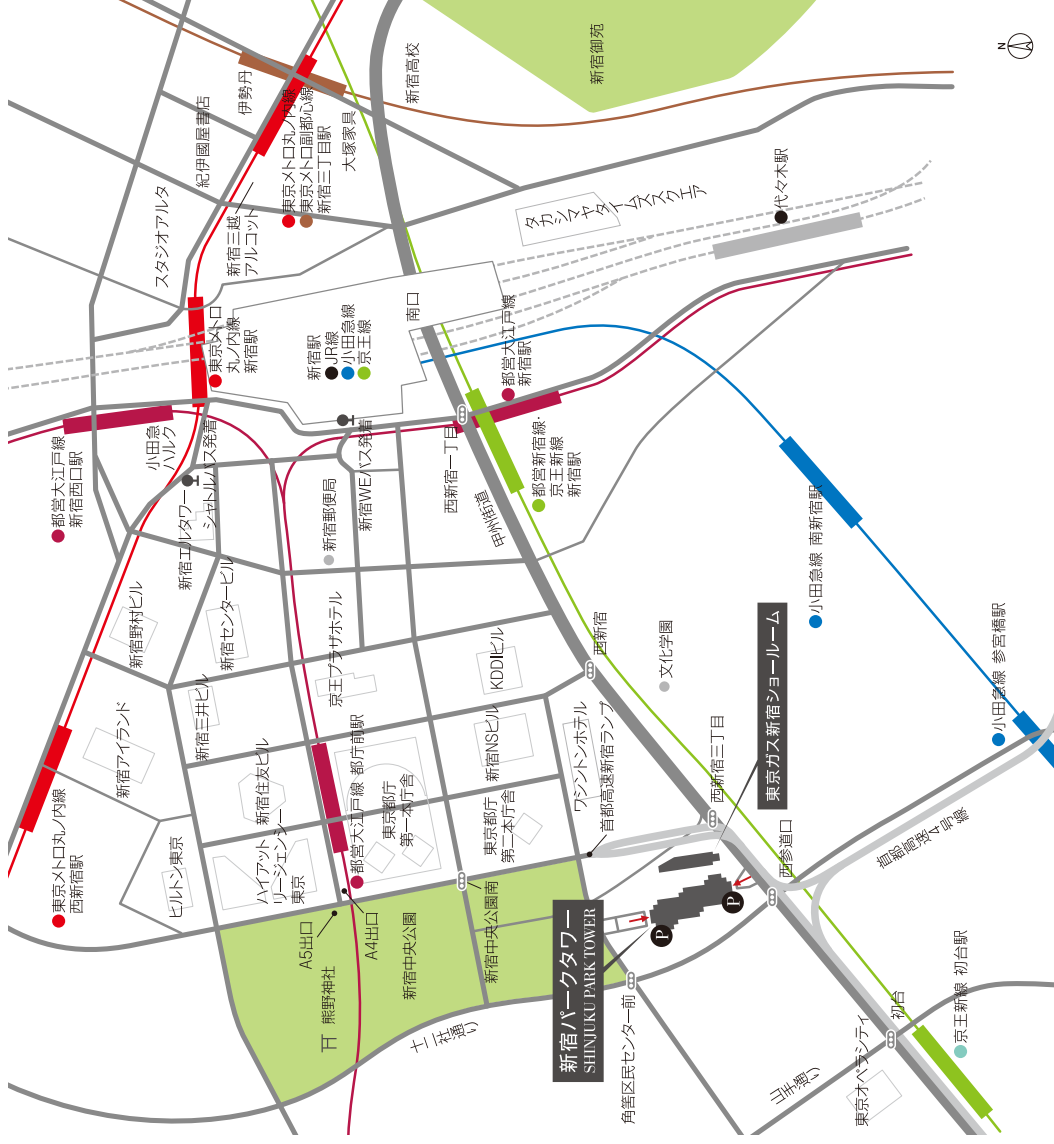 東京メトロ丸ノ内線
西新宿駅
ヒルトン東京
新宿アイランド
新宿野村ビル
都営大江戸線
新宿西口駅
小田急
ハルク
新宿エルタワー
シャトルバス発着
新宿センタービル
新宿三井ビル
新宿住友ビル
ハイアット
リージェンシー
東京
A5出口
A4出口
熊野神社
新宿中央公園
十二社通り
都営大江戸線 都庁前駅
東京都庁
第一本庁舎
京王プラザホテル
新宿郵便局
新宿WEバス発着
東京都庁
第二本庁舎
新宿中央公園南
新宿NSビル
KDDIビル
ワシントンホテル
首都高速新宿ランプ
スタジオアルタ
紀伊國屋書店
伊勢丹
新宿三越
アルコット
東京メトロ丸ノ内線
東京メトロ副都心線
新宿三丁目駅
大塚家具
新宿高校
新宿御苑
東京メトロ
丸ノ内線
新宿駅
新宿駅
JR線
小田急線
京王線
南口
タカシマヤタイムズスクエア
代々木駅
都営大江戸線
新宿駅
西新宿一丁目
甲州街道
都営新宿線・
京王新線
新宿駅
西新宿
文化学園
小田急線 南新宿駅
小田急線 参宮橋駅
西新宿三丁目
東京ガス新宿ショールーム
西参道口
首都高速4号線
新宿パークタワー
SHINJUKU PARK TOWER
P
P
角筈区民センター前
山手通り
東京オペラシティ
初台
京王新線 初台駅
N